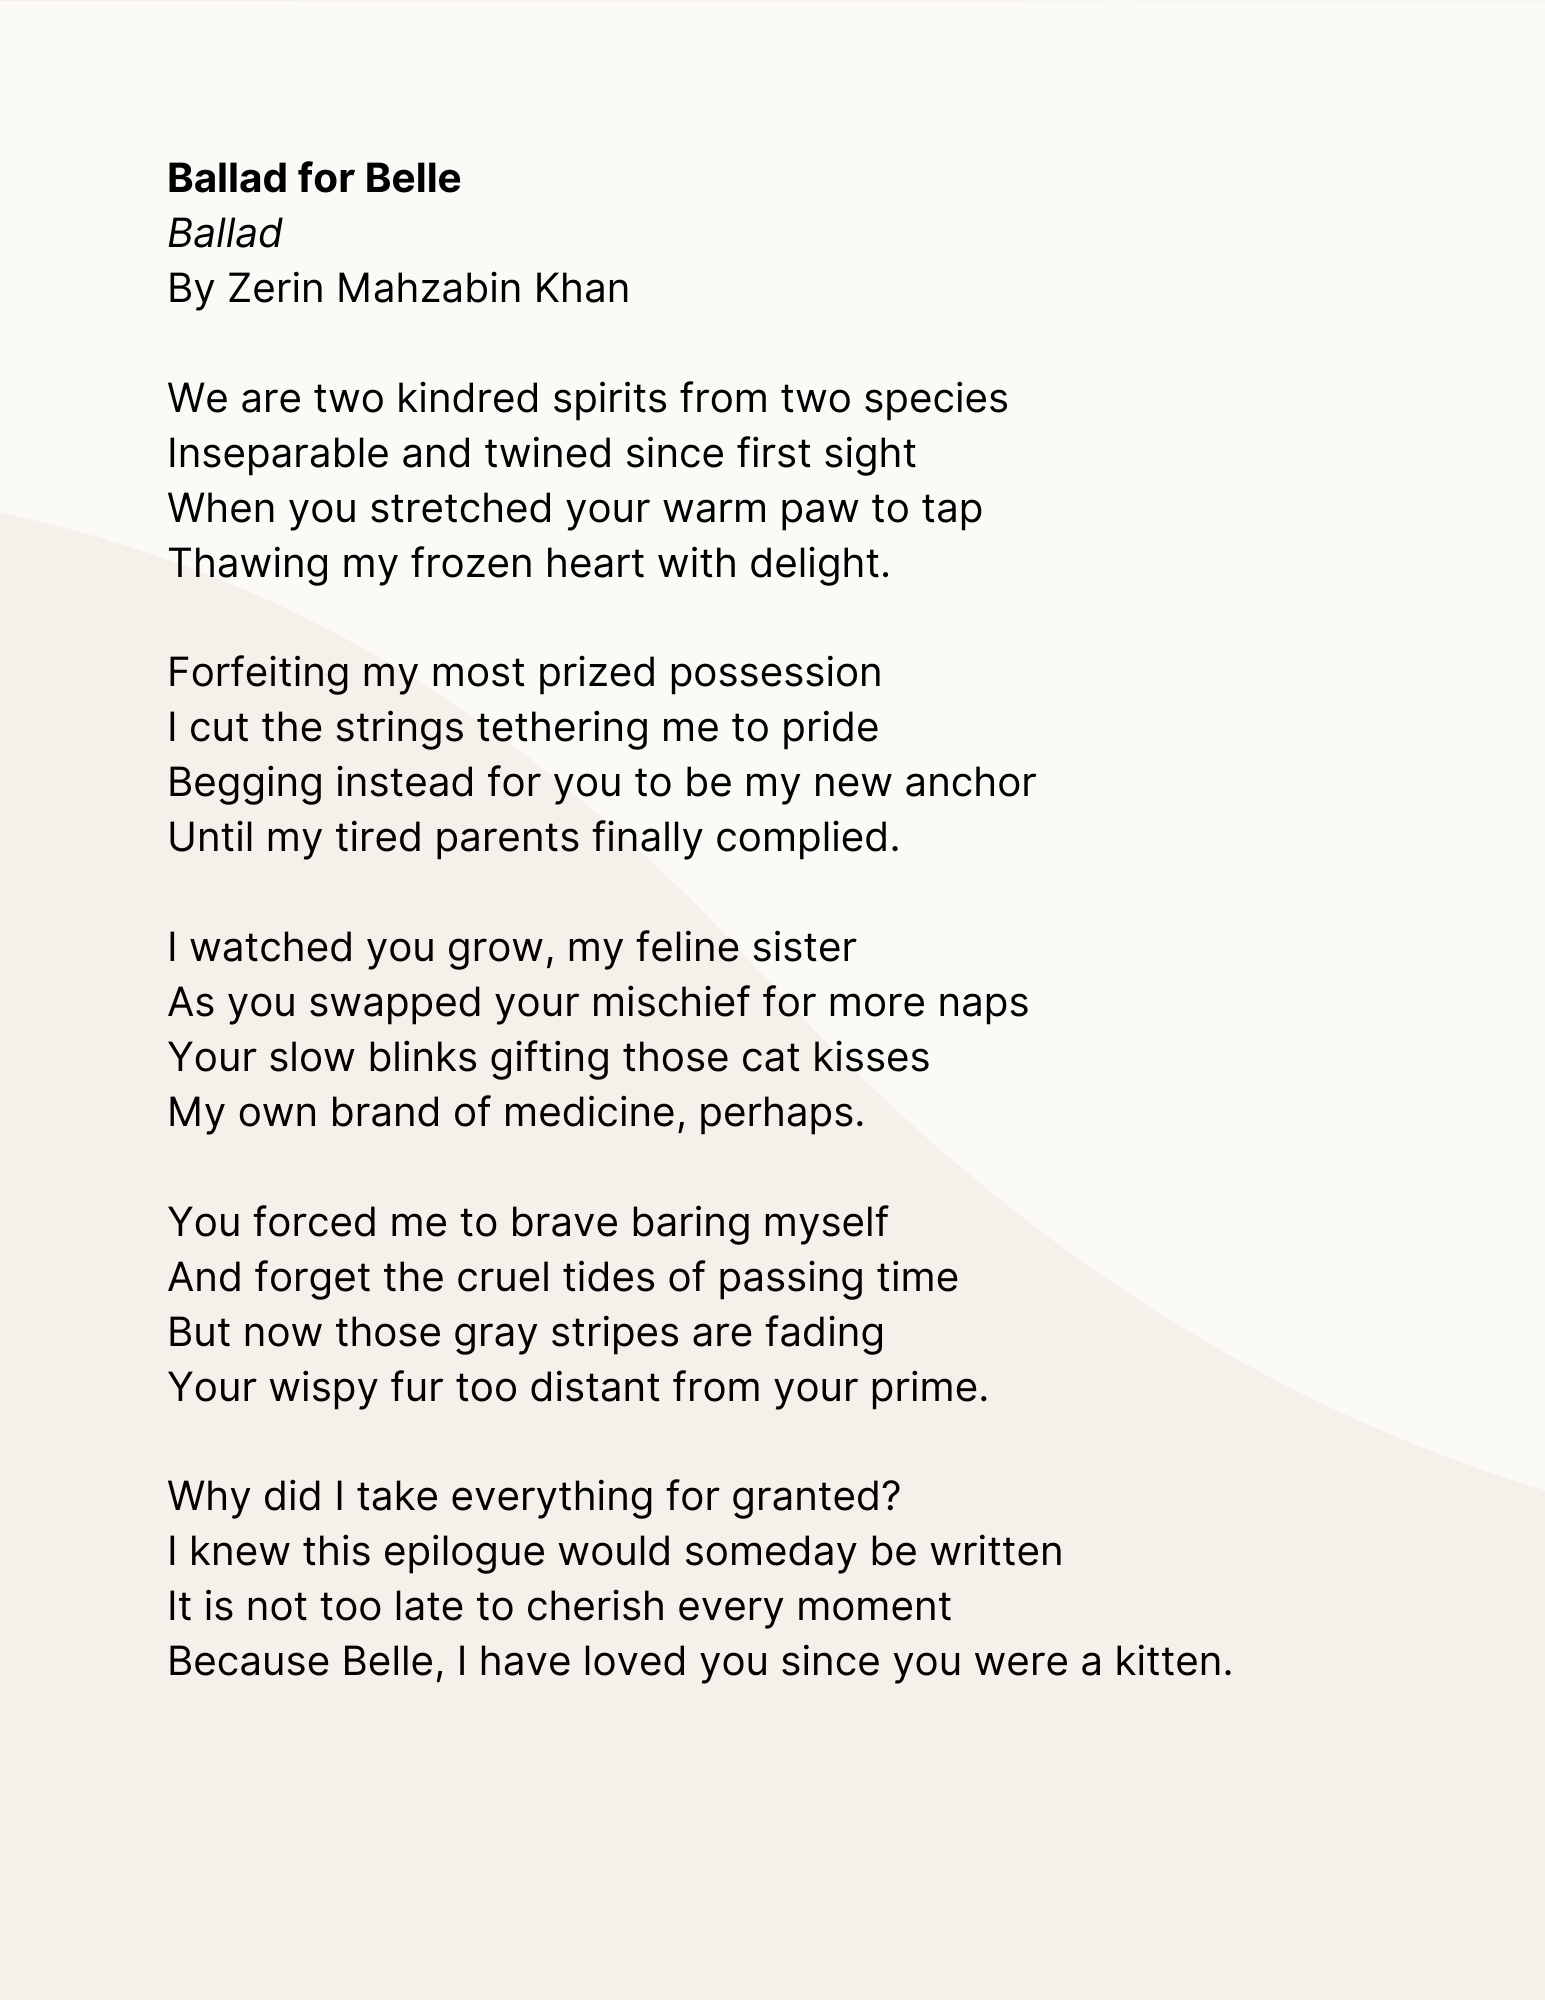 Ballad for Belle
Ballad
By Zerin Mahzabin Khan
We are two kindred spirits from two species
Inseparable and twined since first sight
When you stretched your warm paw to tap
Thawing my frozen heart with delight.
Forfeiting my most prized possession
I cut the strings tethering me to pride
Begging instead for you to be my new anchor
Until my tired parents finally complied.
I watched you grow, my feline sister
As you swapped your mischief for more naps
Your slow blinks gifting those cat kisses
My own brand of medicine, perhaps.
You forced me to brave baring myself
And forget the cruel tides of passing time
But now those gray stripes are fading
Your wispy fur too distant from your prime.
Why did I take everything for granted?
I knew this epilogue would someday be written
It is not too late to cherish every moment
Because Belle, I have loved you since you were a kitten.